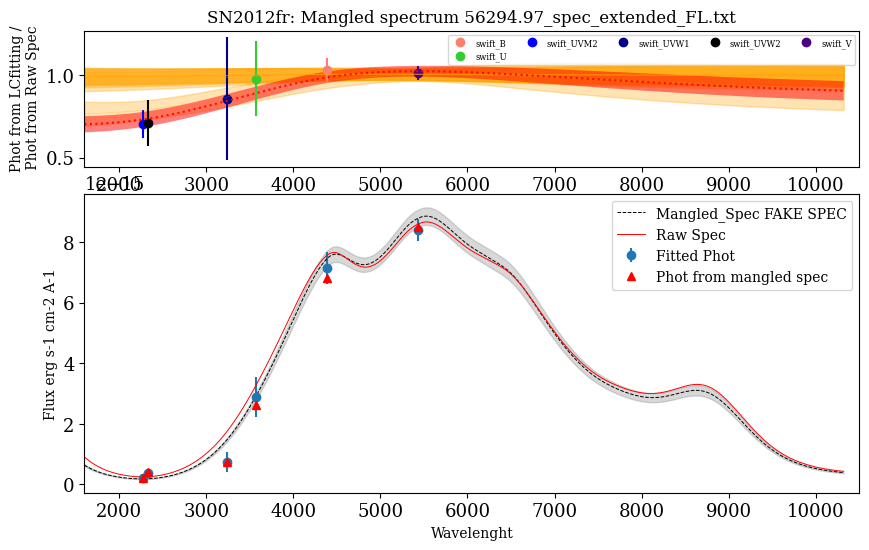 SN2012fr: Mangled spectrum 56294.97_spec_extended_FL.txt
Phot from LCfitting /
Phot from Raw Spec
1.0
0.5
swift_B swift_UVM2 swift_UVW1 swift_UVW2 swift_V
swift_U
2000 3000 4000 5000 6000 7000 8000 9000 10000
1e−15
Flux erg s-1 cm-2 A-1
8
6
4
2
0
Mangled_Spec FAKE SPEC
Raw Spec
Fitted Phot
Phot from mangled spec
2000 3000 4000 5000 6000 7000 8000 9000 10000
Wavelenght